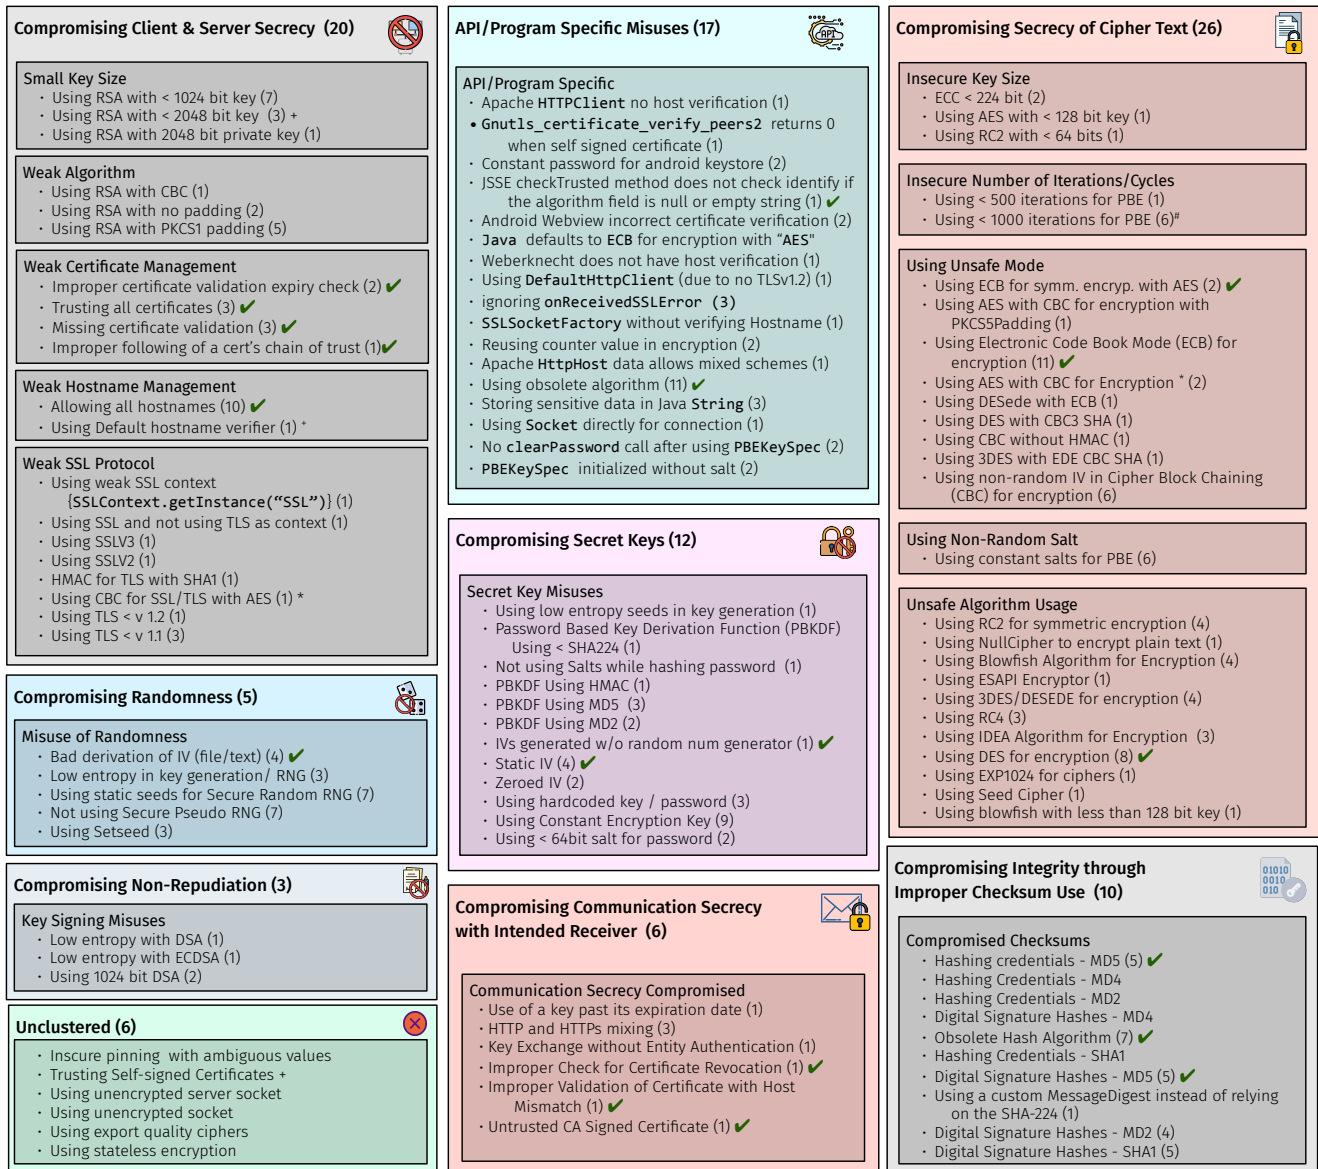 Compromising Client & Server Secrecy (20)
Small Key Size
· Using RSA with < 1024 bit key (7)
· Using RSA with < 2048 bit key (3) +
· Using RSA with 2048 bit private key (1)
Weak Algorithm
· Using RSA with CBC (1)
· Using RSA with no padding (2)
· Using RSA with PKCS1 padding (5)
Weak Certificate Management
· Improper certificate validation expiry check (2) ✔
· Trusting all certificates (3) ✔
· Missing certificate validation (3) ✔
· Improper following of a cert's chain of trust (1) ✔
Weak Hostname Management
· Allowing all hostnames (10) ✔
· Using Default hostname verifier (1) +
Weak SSL Protocol
· Using weak SSL context
{SSLContext.getInstance(“SSL”)} (1)
· Using SSL and not using TLS as context (1)
· Using SSLV3 (1)
· Using SSLV2 (1)
· HMAC for TLS with SHA1 (1)
· Using CBC for SSL/TLS with AES (1) *
· Using TLS < v 1.2 (1)
· Using TLS < v 1.1 (3)
Compromising Randomness (5)
Misuse of Randomness
· Bad derivation of IV (file/text) (4) ✔
· Low entropy in key generation/ RNG (3)
· Using static seeds for Secure Random RNG (7)
· Not using Secure Pseudo RNG (7)
· Using Setseed (3)
Compromising Non-Repudiation (3)
Key Signing Misuses
· Low entropy with DSA (1)
· Low entropy with ECDSA (1)
· Using 1024 bit DSA (2)
Unclustered (6)
· Inscure pinning with ambiguous values
· Trusting Self-signed Certificates +
· Using unencrypted server socket
· Using unencrypted socket
· Using export quality ciphers
· Using stateless encryption
API/Program Specific Misuses (17)
API
API/Program Specific
· Apache HTTPClient no host verification (1)
• Gnutls_certificate_verify_peers2 returns 0
when self signed certificate (1)
· Constant password for android keystore (2)
· JSSE checkTrusted method does not check identify if
the algorithm field is null or empty string (1) ✔
· Android Webview incorrect certificate verification (2)
· Java defaults to ECB for encryption with “AES"
· Weberknecht does not have host verification (1)
· Using DefaultHttpClient (due to no TLSv1.2) (1)
· ignoring onReceivedSSLError (3)
· SSLSocketFactory without verifying Hostname (1)
· Reusing counter value in encryption (2)
· Apache HttpHost data allows mixed schemes (1)
· Using obsolete algorithm (11) ✔
· Storing sensitive data in Java String (3)
· Using Socket directly for connection (1)
· No clearPassword call after using PBEKeySpec (2)
· PBEKeySpec initialized without salt (2)
Compromising Secret Keys (12)
Secret Key Misuses
· Using low entropy seeds in key generation (1)
· Password Based Key Derivation Function (PBKDF)
Using < SHA224 (1)
· Not using Salts while hashing password (1)
· PBKDF Using HMAC (1)
· PBKDF Using MD5 (3)
· PBKDF Using MD2 (2)
· IVs generated w/o random num generator (1) ✔
· Static IV (4) ✔
· Zeroed IV (2)
· Using hardcoded key / password (3)
· Using Constant Encryption Key (9)
· Using < 64bit salt for password (2)
Compromising Communication Secrecy
with Intended Receiver (6)
Communication Secrecy Compromised
· Use of a key past its expiration date (1)
· HTTP and HTTPs mixing (3)
· Key Exchange without Entity Authentication (1)
· Improper Check for Certificate Revocation (1) ✔
· Improper Validation of Certificate with Host
Mismatch (1) ✔
· Untrusted CA Signed Certificate (1) ✔
Compromising Secrecy of Cipher Text (26)
Insecure Key Size
· ECC < 224 bit (2)
· Using AES with < 128 bit key (1)
· Using RC2 with < 64 bits (1)
Insecure Number of Iterations/Cycles
· Using < 500 iterations for PBE (1)
· Using < 1000 iterations for PBE (6)#
Using Unsafe Mode
· Using ECB for symm. encryp. with AES (2) ✔
· Using AES with CBC for encryption with
PKCS5Padding (1)
· Using Electronic Code Book Mode (ECB) for
encryption (11) ✔
· Using AES with CBC for Encryption * (2)
· Using DESede with ECB (1)
· Using DES with CBC3 SHA (1)
· Using CBC without HMAC (1)
· Using 3DES with EDE CBC SHA (1)
· Using non-random IV in Cipher Block Chaining
(CBC) for encryption (6)
Using Non-Random Salt
· Using constant salts for PBE (6)
Unsafe Algorithm Usage
· Using RC2 for symmetric encryption (4)
· Using NullCipher to encrypt plain text (1)
· Using Blowfish Algorithm for Encryption (4)
· Using ESAPI Encryptor (1)
· Using 3DES/DESEDE for encryption (4)
· Using RC4 (3)
· Using IDEA Algorithm for Encryption (3)
· Using DES for encryption (8) ✔
· Using EXP1024 for ciphers (1)
· Using Seed Cipher (1)
· Using blowfish with less than 128 bit key (1)
Compromising Integrity through
Improper Checksum Use (10)
01010
0010
010
Compromised Checksums
· Hashing credentials - MD5 (5) ✔
· Hashing Credentials - MD4
· Hashing Credentials - MD2
· Digital Signature Hashes - MD4
· Obsolete Hash Algorithm (7) ✔
· Hashing Credentials - SHA1
· Digital Signature Hashes - MD5 (5) ✔
· Using a custom MessageDigest instead of relying
on the SHA-224 (1)
· Digital Signature Hashes - MD2 (4)
· Digital Signature Hashes - SHA1 (5)